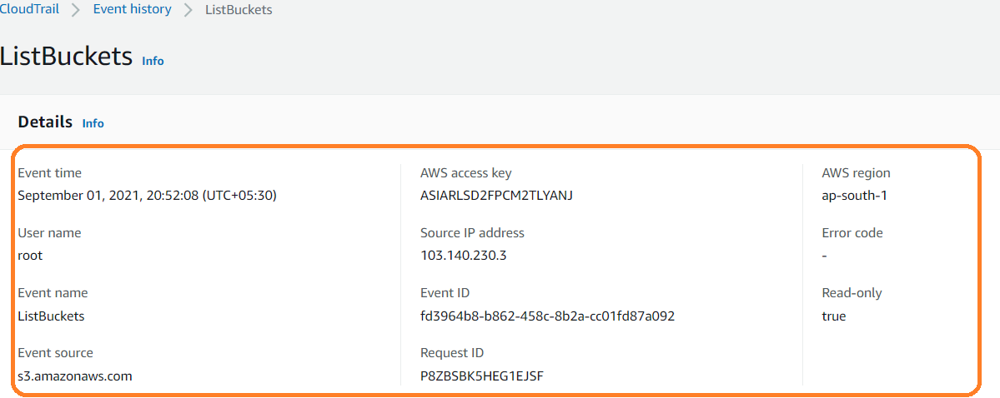 CloudTrail > Event history > ListBuckets
ListBuckets Info
Details Info
Event time
September 01, 2021, 20:52:08 (UTC+05:30)
User name
root
Event name
ListBuckets
Event source
s3.amazonaws.com
AWS access key
ASIARLSD2FPCM2TLYANJ
Source IP address
103.140.230.3
Event ID
fd3964b8-b862-458c-8b2a-cc01fd87a092
Request ID
P8ZBSBK5HEG1EJSF
AWS region
ap-south-1
Error code
-
Read-only
true